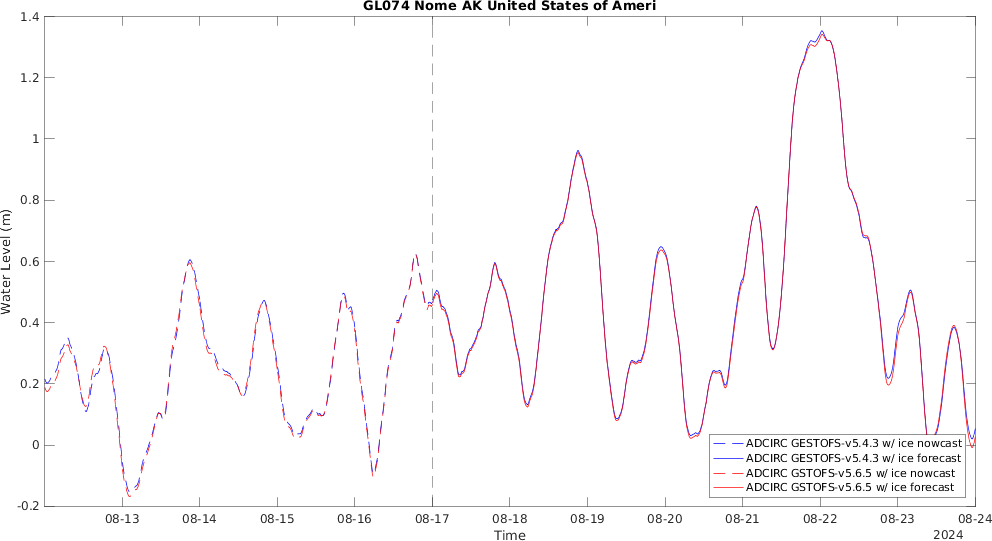 GL074 Nome AK United States of Ameri
Water Level (m)
1.4
1.2
1
0.8
0.6
0.4
0.2
0
-0.2
ADCIRC GESTOFS-v5.4.3 w/ ice nowcast
ADCIRC GESTOFS-v5.4.3 w/ ice forecast
ADCIRC GSTOFS-v5.6.5 w/ ice nowcast
ADCIRC GSTOFS-v5.6.5 w/ ice forecast
08-13 08-14 08-15 08-16 08-17 08-18 08-19 08-20 08-21 08-22 08-23 08-24
Time
2024